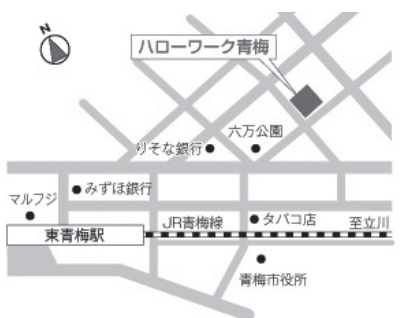 N
ハローワーク青梅
六万公園
りそな銀行
みずほ銀行
マルフジ
JR青梅線
タバコ店
至立川
東青梅駅
青梅市役所